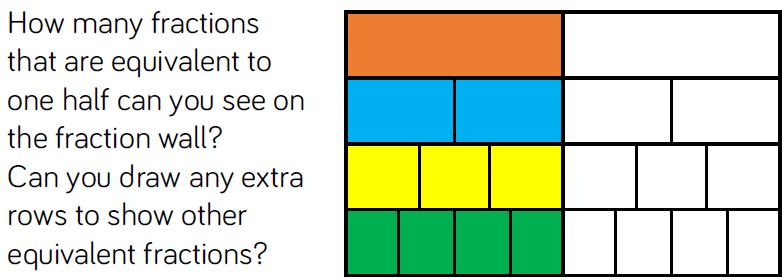 How many fractions
that are equivalent to
one half can you see on
the fraction wall?
Can you draw any extra
rows to show other
equivalent fractions?